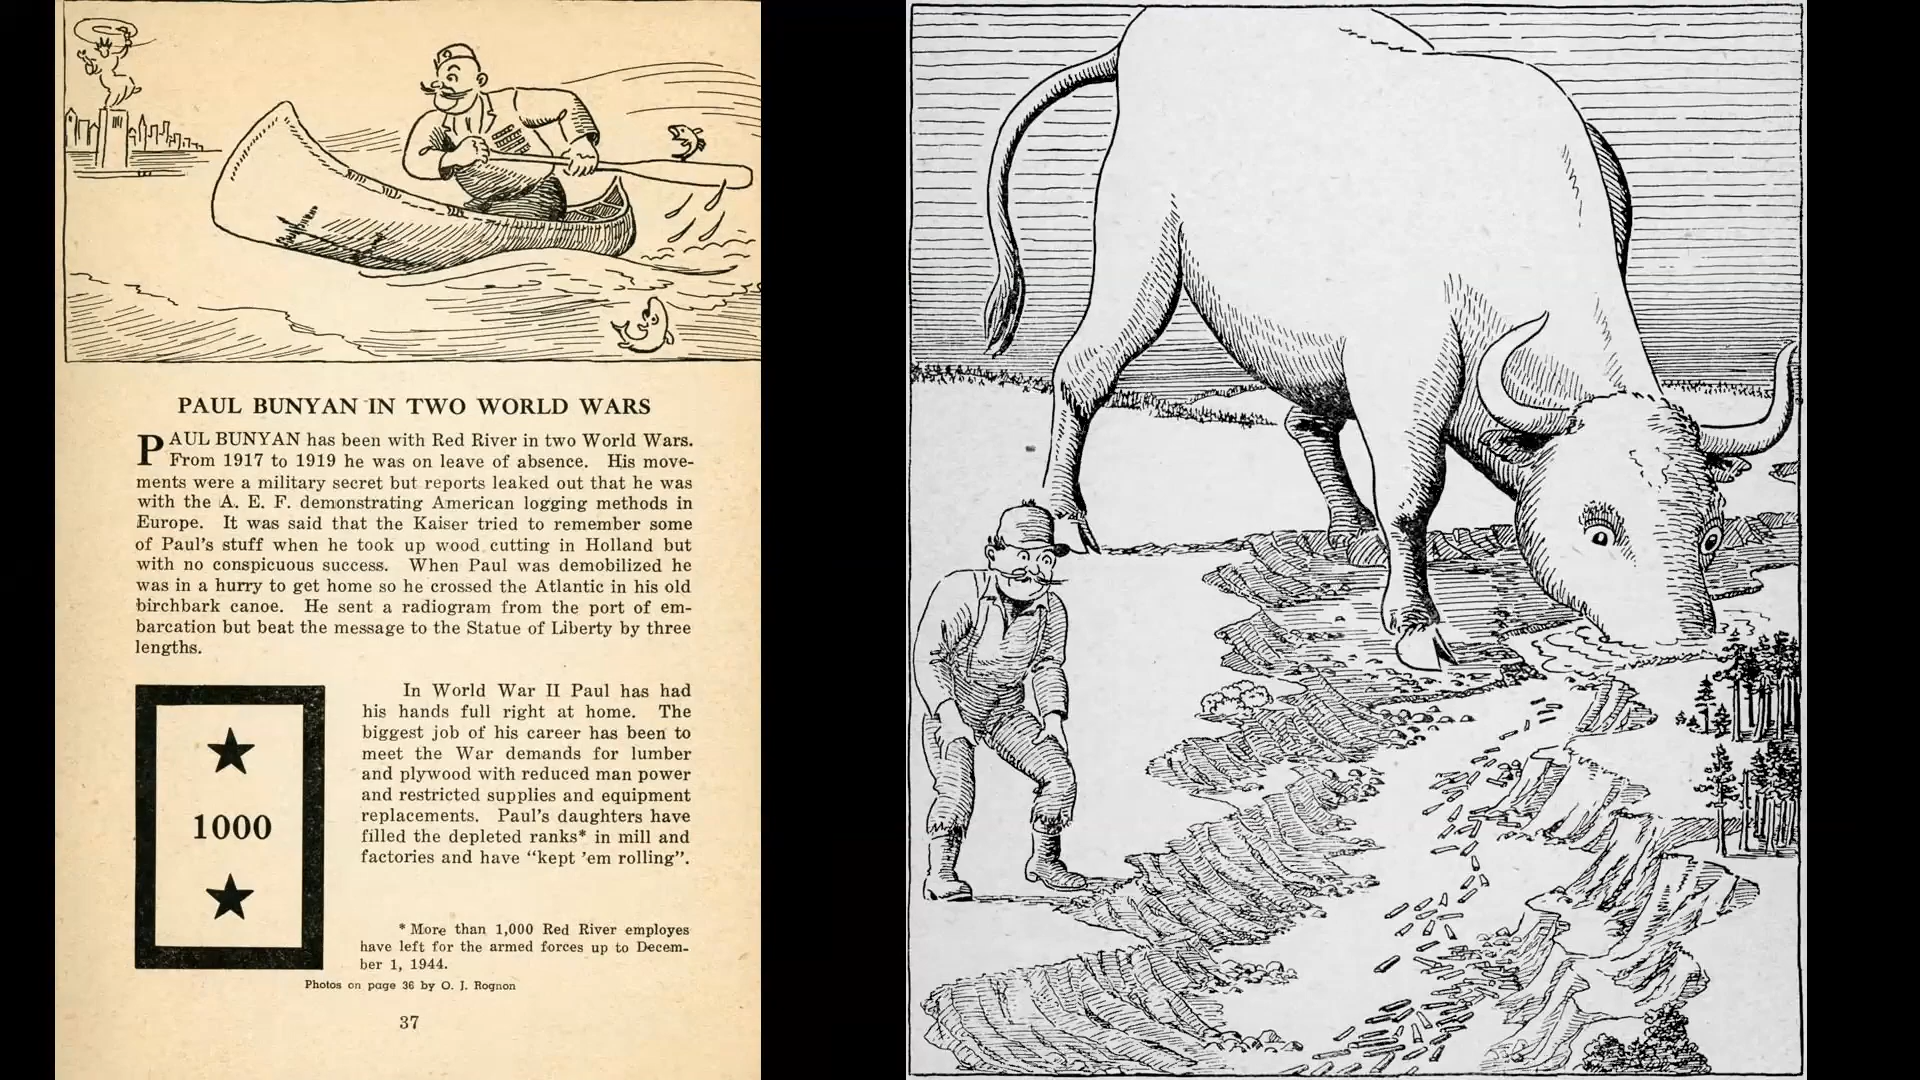 PAUL BUNYAN IN TWO WORLD WARS
PAUL BUNYAN has been with Red River in two World Wars.
From 1917 to 1919 he was on leave of absence. His move-
ments were a military secret but reports leaked out that he was
with the A. E. F. demonstrating American logging methods in
Europe. It was said that the Kaiser tried to remember some
of Paul's stuff when he took up wood cutting in Holland but
with no conspicuous success. When Paul was demobilized he
was in a hurry to get home so he crossed the Atlantic in his old
birchbark canoe. He sent a radiogram from the port of em-
barcation but beat the message to the Statue of Liberty by three
lengths.
In World War II Paul has had
his hands full right at home. The
biggest job of his career has been to
meet the War demands for lumber
and plywood with reduced man power
and restricted supplies and equipment
replacements. Paul's daughters have
filled the depleted ranks* in mill and
factories and have "kept 'em rolling".
1000
* More than 1,000 Red River employes
have left for the armed forces up to Decem-
ber 1, 1944.
Photos on page 36 by O. J. Rognon
37